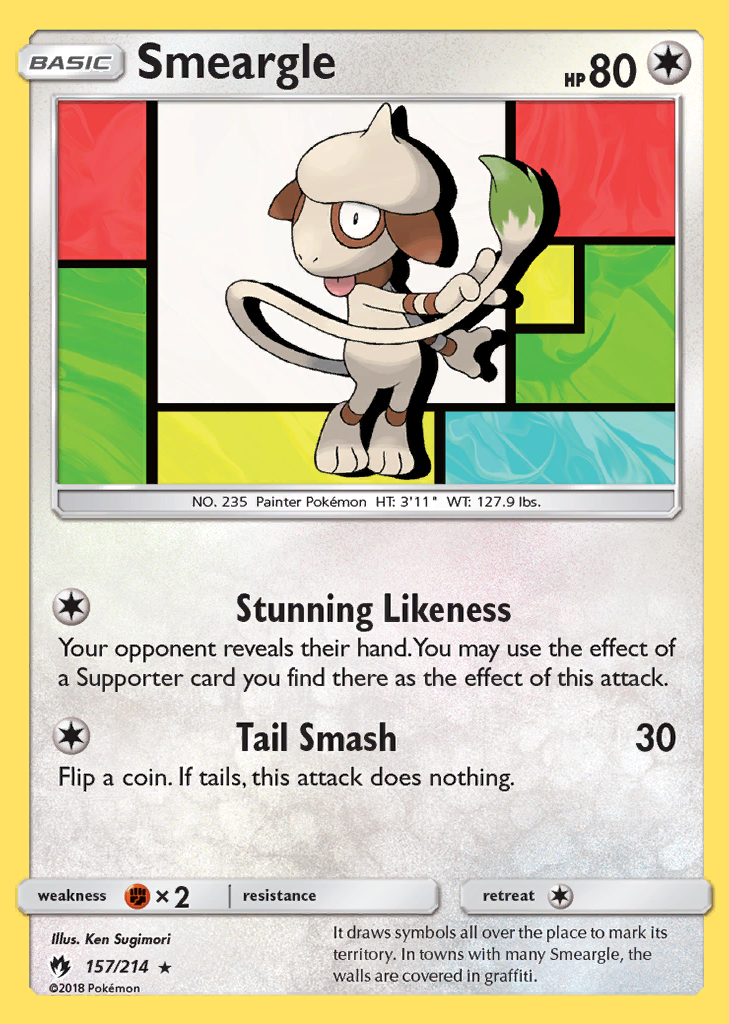 BASIC Smeargle HP 80
NO. 235 Painter Pokémon HT: 3'11" WT: 127.9 lbs.
Stunning Likeness
Your opponent reveals their hand. You may use the effect of
a Supporter card you find there as the effect of this attack.
Tail Smash 30
Flip a coin. If tails, this attack does nothing.
weakness ×2 resistance retreat
Illus. Ken Sugimori
157/214 ★
©2018 Pokémon
It draws symbols all over the place to mark its
territory. In towns with many Smeargle, the
walls are covered in graffiti.